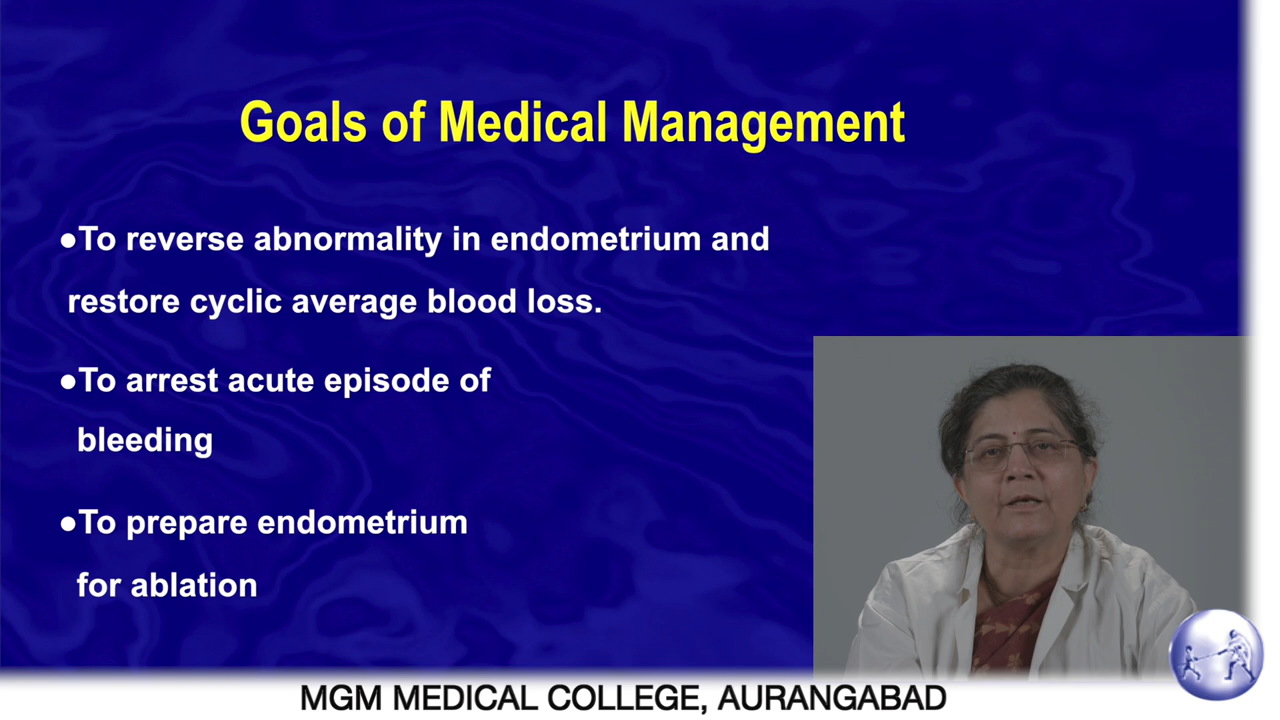 Goals of Medical Management
●To reverse abnormality in endometrium and
restore cyclic average blood loss.
●To arrest acute episode of
bleeding
●To prepare endometrium
for ablation
MGM MEDICAL COLLEGE, AURANGABAD